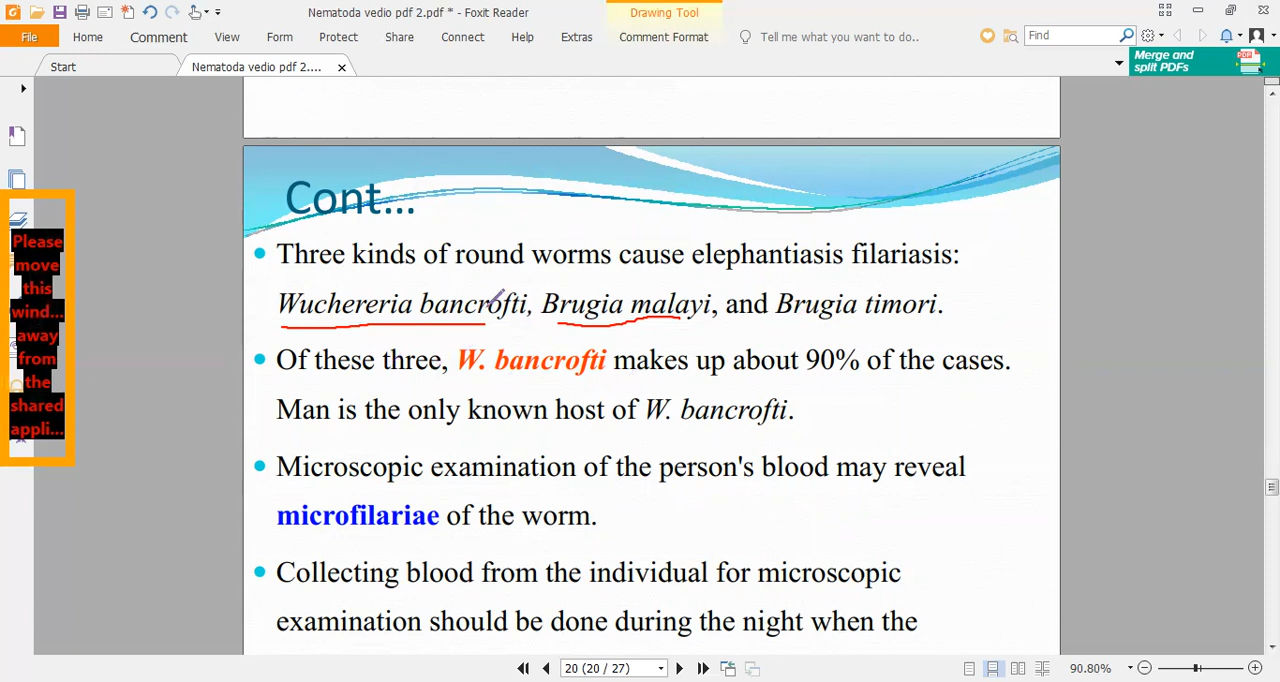 Nematoda vedio pdf 2.pdf * - Foxit Reader
Drawing Tool
File Home Comment View Form Protect Share Connect Help Extras Comment Format Tell me what you want to do.. Find
Start
Nematoda vedio pdf 2....
Merge and
split PDFs
Please
move
this
wind...
away
from
the
shared
appli...
Cont...
Three kinds of round worms cause elephantiasis filariasis:
Wuchereria bancrofti, Brugia malayi, and Brugia timori.
Of these three, W. bancrofti makes up about 90% of the cases.
Man is the only known host of W. bancrofti.
Microscopic examination of the person's blood may reveal
microfilariae of the worm.
Collecting blood from the individual for microscopic
examination should be done during the night when the
20 (20 / 27)
90.80%